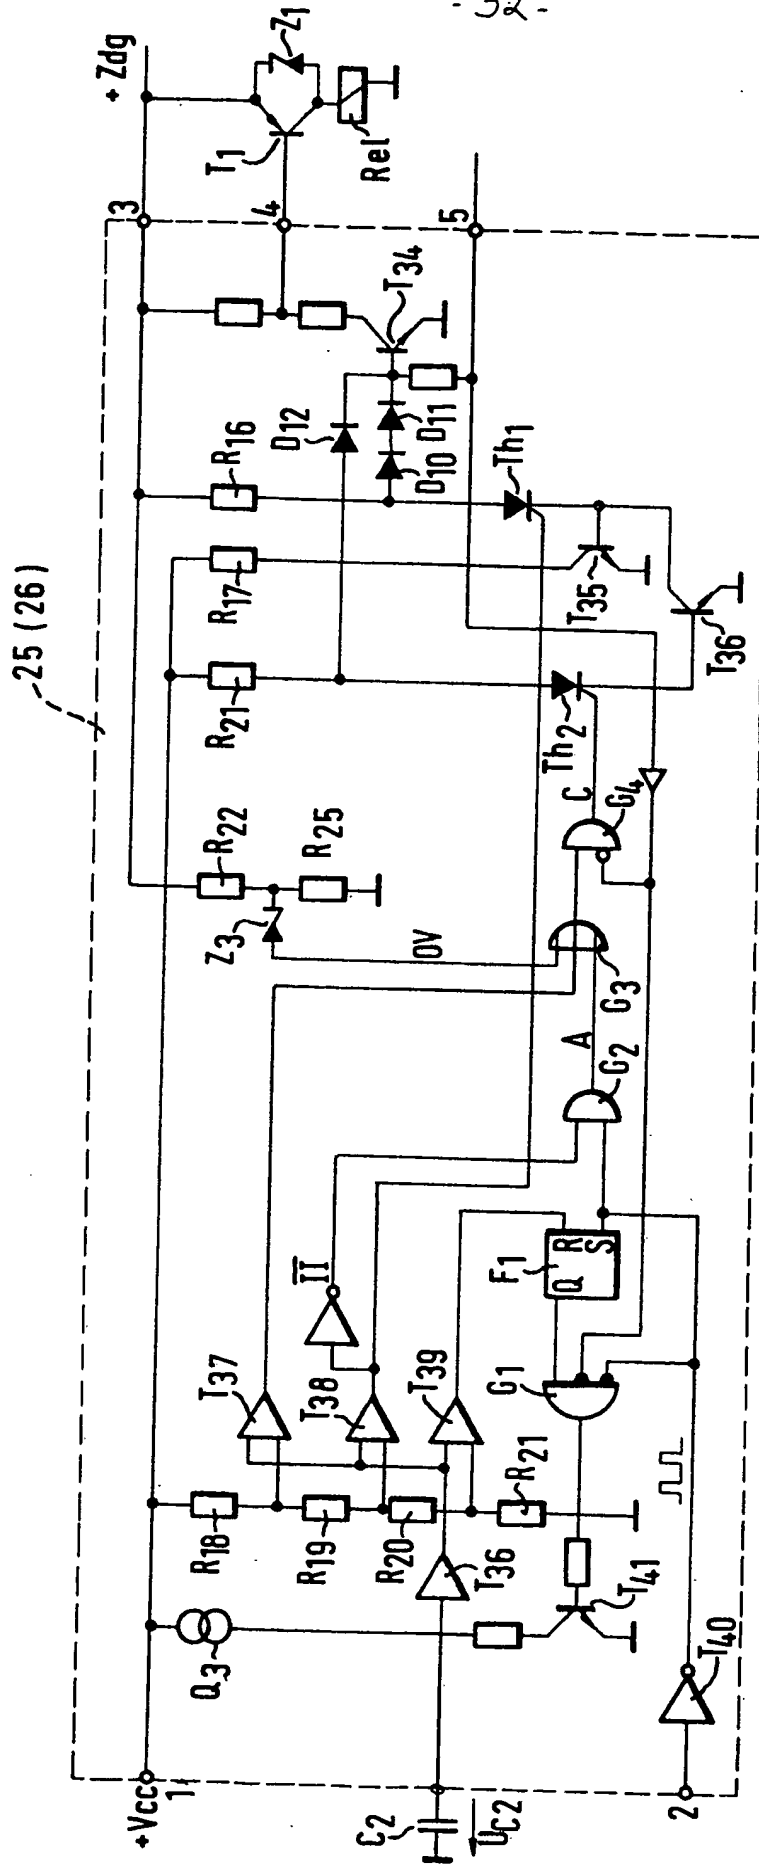 - 32 -
25 (26)
+ Zdg
3
4
5
T1
Z1
Rel
T34
D12
D11
D10
R16
R17
R21
R22
R25
Z3
OV
Th1
Th2
T35
T36
C
G4
G3
A
G2
II
F1
Q
R
S
G1
T37
T38
T39
R18
R19
R20
R21
T36
T41
Q3
T40
+Vcc
1
C2
UC2
2